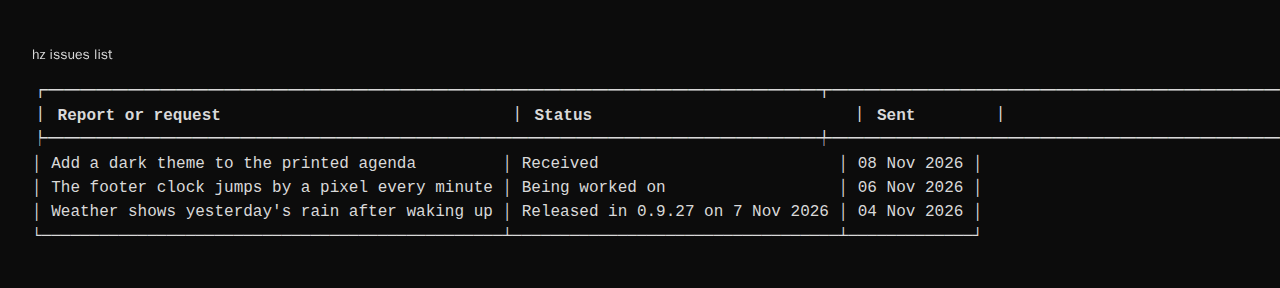 hz issues list
Report or request Status Sent
Add a dark theme to the printed agenda Received 08 Nov 2026
The footer clock jumps by a pixel every minute Being worked on 06 Nov 2026
Weather shows yesterday's rain after waking up Released in 0.9.27 on 7 Nov 2026 04 Nov 2026